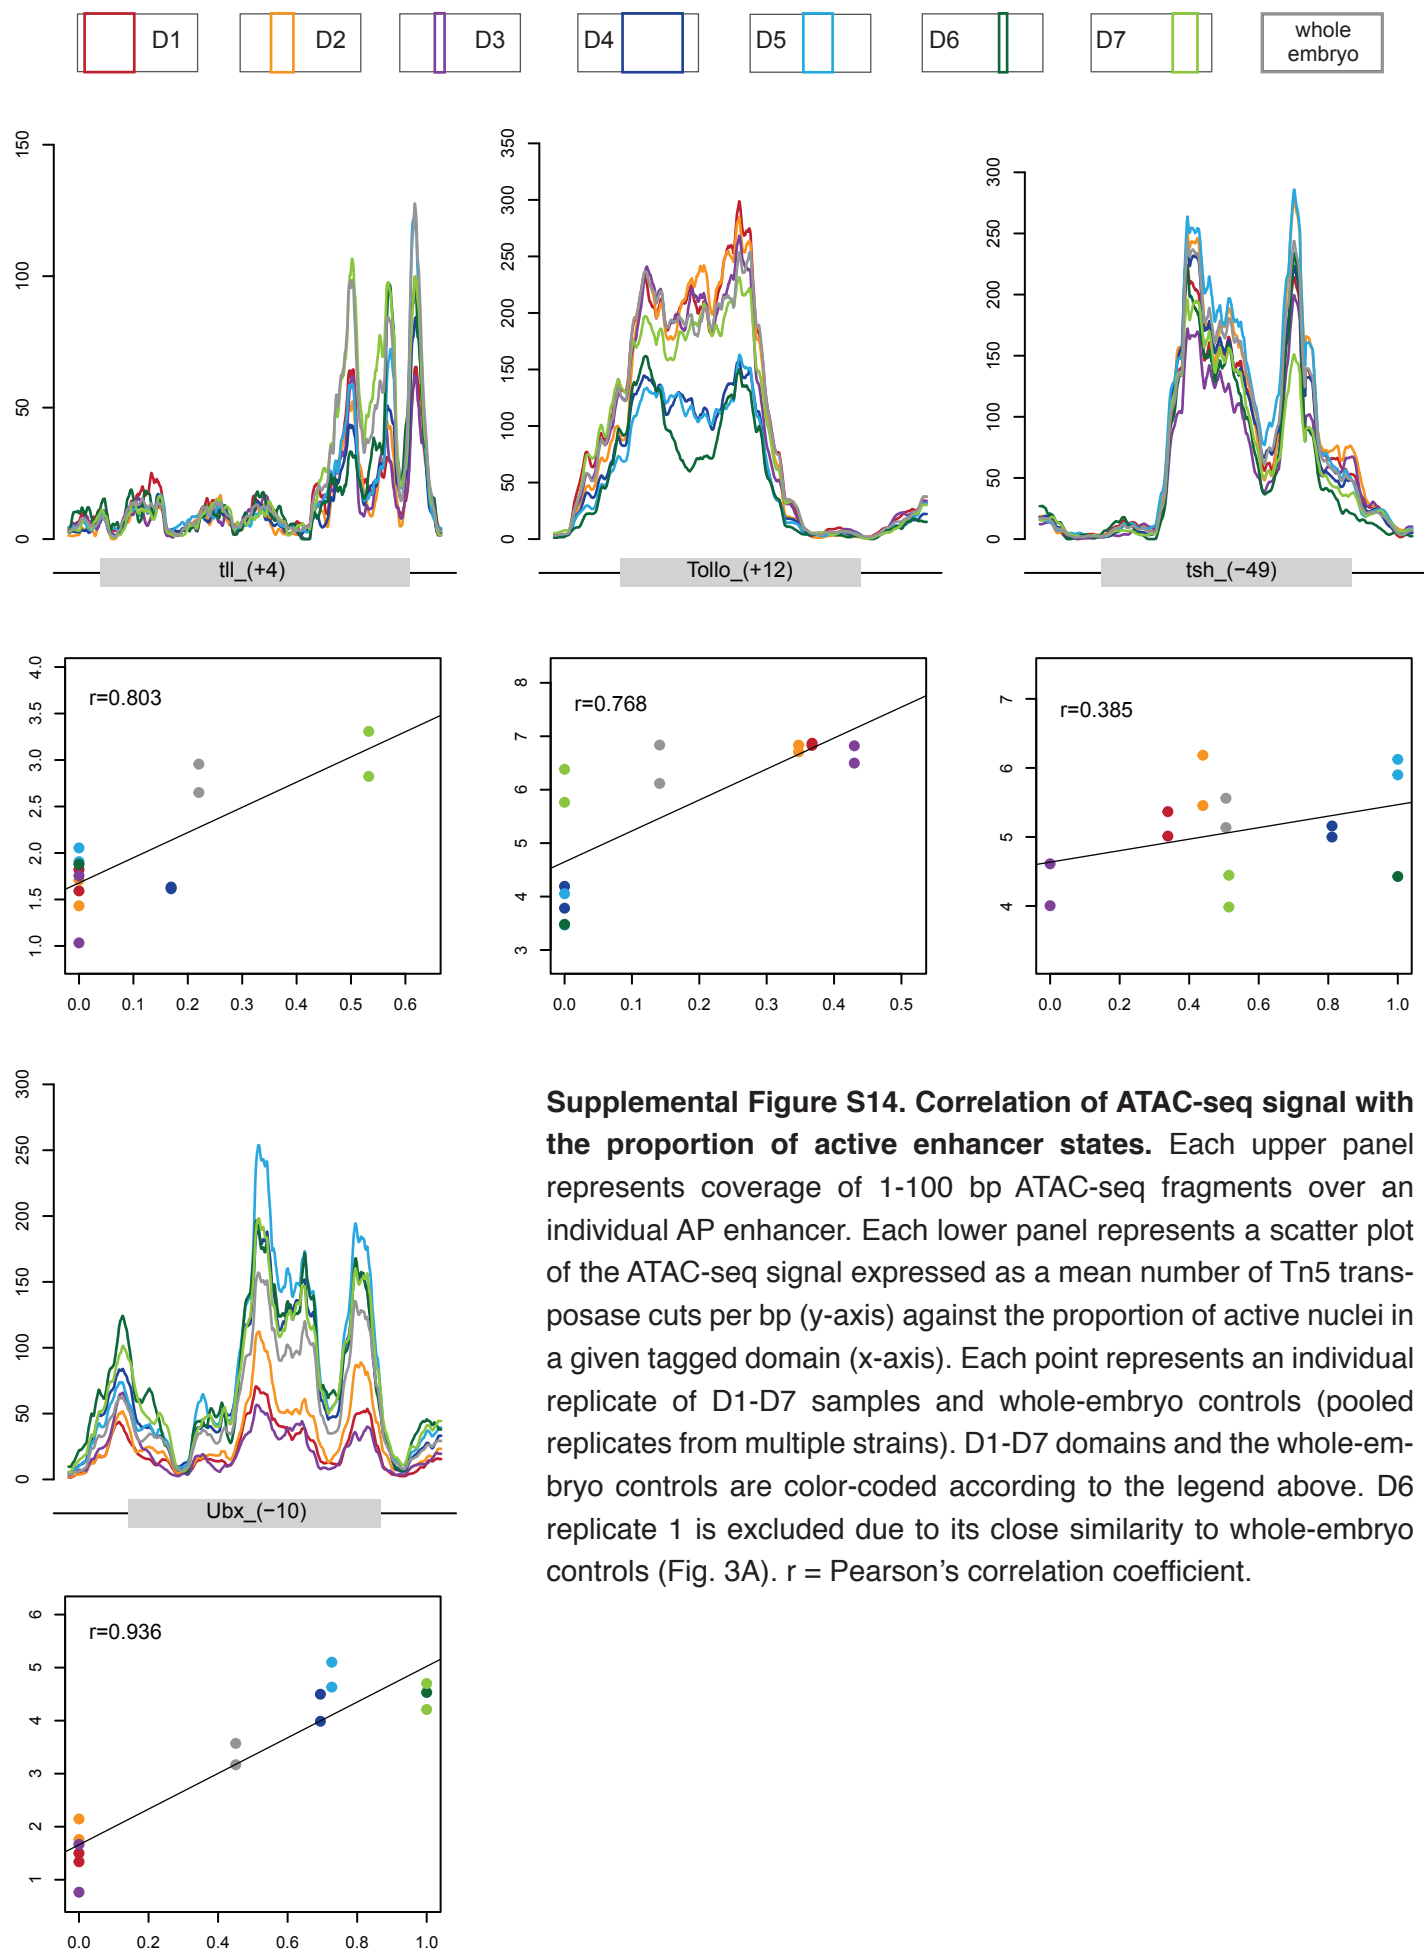 D1 D2 D3 D4 D5 D6 D7 whole
embryo
0 50 100 150
tll_(+4)
0 50 100 150 200 250 300 350
Tollo_(+12)
0 50 100 150 200 250 300
tsh_(−49)
1.0 1.5 2.0 2.5 3.0 3.5 4.0
r=0.803
0.0 0.1 0.2 0.3 0.4 0.5 0.6
3 4 5 6 7 8
r=0.768
0.0 0.1 0.2 0.3 0.4 0.5
4 5 6 7
r=0.385
0.0 0.2 0.4 0.6 0.8 1.0
0 50 100 150 200 250 300
Ubx_(−10)
1 2 3 4 5 6
r=0.936
0.0 0.2 0.4 0.6 0.8 1.0
Supplemental Figure S14. Correlation of ATAC-seq signal with
the proportion of active enhancer states. Each upper panel
represents coverage of 1-100 bp ATAC-seq fragments over an
individual AP enhancer. Each lower panel represents a scatter plot
of the ATAC-seq signal expressed as a mean number of Tn5 trans-
posase cuts per bp (y-axis) against the proportion of active nuclei in
a given tagged domain (x-axis). Each point represents an individual
replicate of D1-D7 samples and whole-embryo controls (pooled
replicates from multiple strains). D1-D7 domains and the whole-em-
bryo controls are color-coded according to the legend above. D6
replicate 1 is excluded due to its close similarity to whole-embryo
controls (Fig. 3A). r = Pearson’s correlation coefficient.